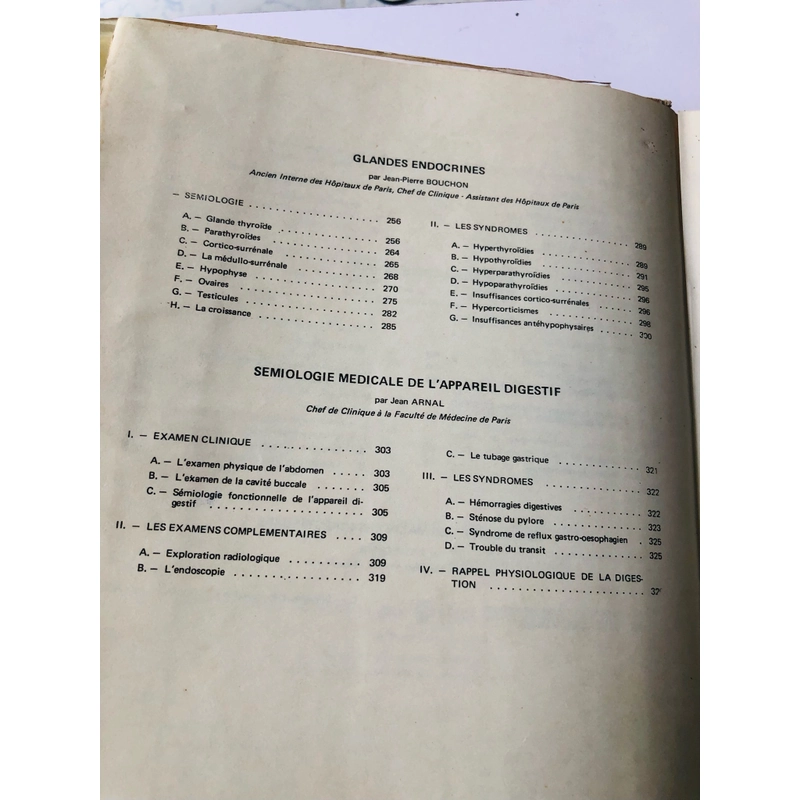 GLANDES ENDOCRINES
par Jean-Pierre BOUCHON
Ancien Interne des Hôpitaux de Paris, Chef de Clinique - Assistant des Hôpitaux de Paris
— SEMIOLOGIE . . . . . . . . . . . . . . . . . . . . 256
A. — Glande thyroïde . . . . . . . . . . . . . . . . 256
B. — Parathyroïdes . . . . . . . . . . . . . . . . 264
C. — Cortico-surrénale . . . . . . . . . . . . . . . . 265
D. — La médullo-surrénale . . . . . . . . . . . . . . 268
E. — Hypophyse . . . . . . . . . . . . . . . . 270
F. — Ovaires . . . . . . . . . . . . . . . . 275
G. — Testicules . . . . . . . . . . . . . . . . 282
H. — La croissance . . . . . . . . . . . . . . . . 285
II. — LES SYNDROMES . . . . . . . . . . . . . . 289
A. — Hyperthyroïdies . . . . . . . . . . . . . . 289
B. — Hypothyroïdies . . . . . . . . . . . . . . 291
C. — Hyperparathyroïdies . . . . . . . . . . . . 295
D. — Hypoparathyroïdies . . . . . . . . . . . . 296
E. — Insuffisances cortico-surrénales . . . . . . 296
F. — Hypercorticismes . . . . . . . . . . . . 298
G. — Insuffisances antéhypophysaires . . . . . . 300
SEMIOLOGIE MEDICALE DE L'APPAREIL DIGESTIF
par Jean ARNAL
Chef de Clinique à la Faculté de Médecine de Paris
I. — EXAMEN CLINIQUE . . . . . . . . . . . . . . 303
A. — L'examen physique de l'abdomen . . . . . 303
B. — L'examen de la cavité buccale . . . . . . . 305
C. — Sémiologie fonctionnelle de l'appareil di-
gestif . . . . . . . . . . . . . . . . . . . . 305
II. — LES EXAMENS COMPLEMENTAIRES . . . . 309
A. — Exploration radiologique . . . . . . . . . . 309
B. — L'endoscopie . . . . . . . . . . . . . . . . 319
C. — Le tubage gastrique . . . . . . . . . . . . 321
III. — LES SYNDROMES . . . . . . . . . . . . . . 322
A. — Hémorragies digestives . . . . . . . . . . 322
B. — Sténose du pylore . . . . . . . . . . . . 323
C. — Syndrome de reflux gastro-oesophagien . 325
D. — Trouble du transit . . . . . . . . . . . . 325
IV. — RAPPEL PHYSIOLOGIQUE DE LA DIGES-
TION . . . . . . . . . . . . . . . . . . . .